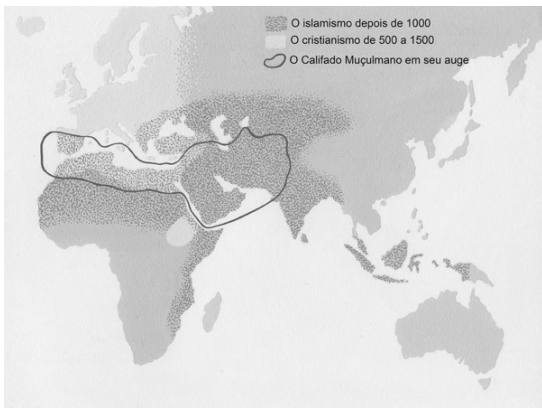 O islamismo depois de 1000
O cristianismo de 500 a 1500
O Califado Muçulmano em seu auge